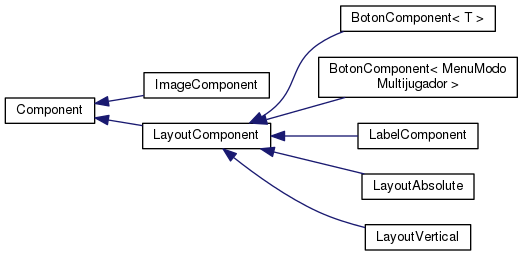 BotonComponent< T >
BotonComponent< MenuModo
Multijugador >
ImageComponent
Component
LayoutComponent
LabelComponent
LayoutAbsolute
LayoutVertical